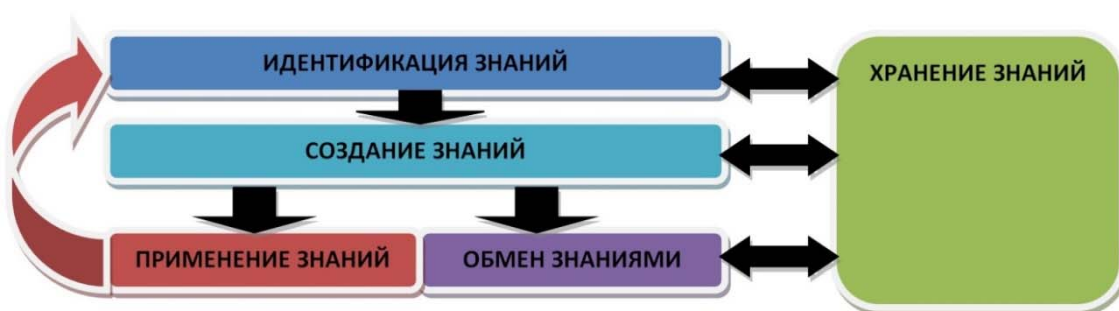 ИДЕНТИФИКАЦИЯ ЗНАНИЙ
ХРАНЕНИЕ ЗНАНИЙ
СОЗДАНИЕ ЗНАНИЙ
ПРИМЕНЕНИЕ ЗНАНИЙ
ОБМЕН ЗНАНИЯМИ